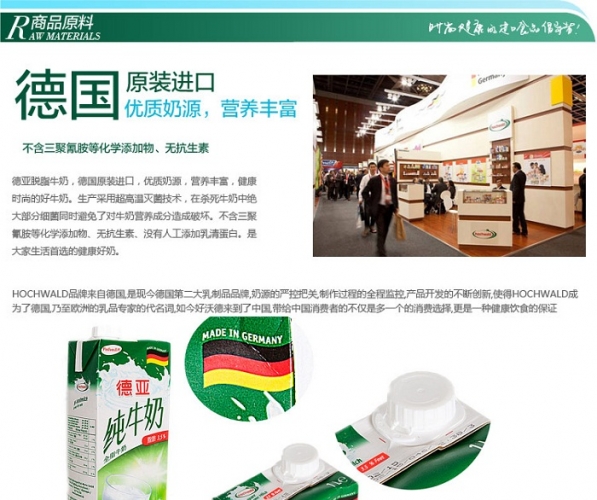 商品原料
RAW MATERIALS
德国
原装进口
优质奶源，营养丰富
不含三聚氰胺等化学添加物、无抗生素
Germany
德亚脱脂牛奶，德国原装进口，优质奶源，营养丰富，健康
时尚的好牛奶。生产采用超高温灭菌技术，在杀死牛奶中绝
大部分细菌同时避免了对牛奶营养成分造成破坏。不含三聚
氰胺等化学添加物、无抗生素、没有人工添加乳清蛋白。是
大家生活首选的健康好奶。
HOCHWALD品牌来自德国,是现今德国第二大乳制品品牌,奶源的严控把关,制作过程的全程监控,产品开发的不断创新,使得HOCHWALD成
为了德国,乃至欧洲的乳品专家的代名词,如今好沃德来到了中国,带给中国消费者的不仅是多一个的消费选择,更是一种健康饮食的保证
MADE IN GERMANY
德亚
纯牛奶